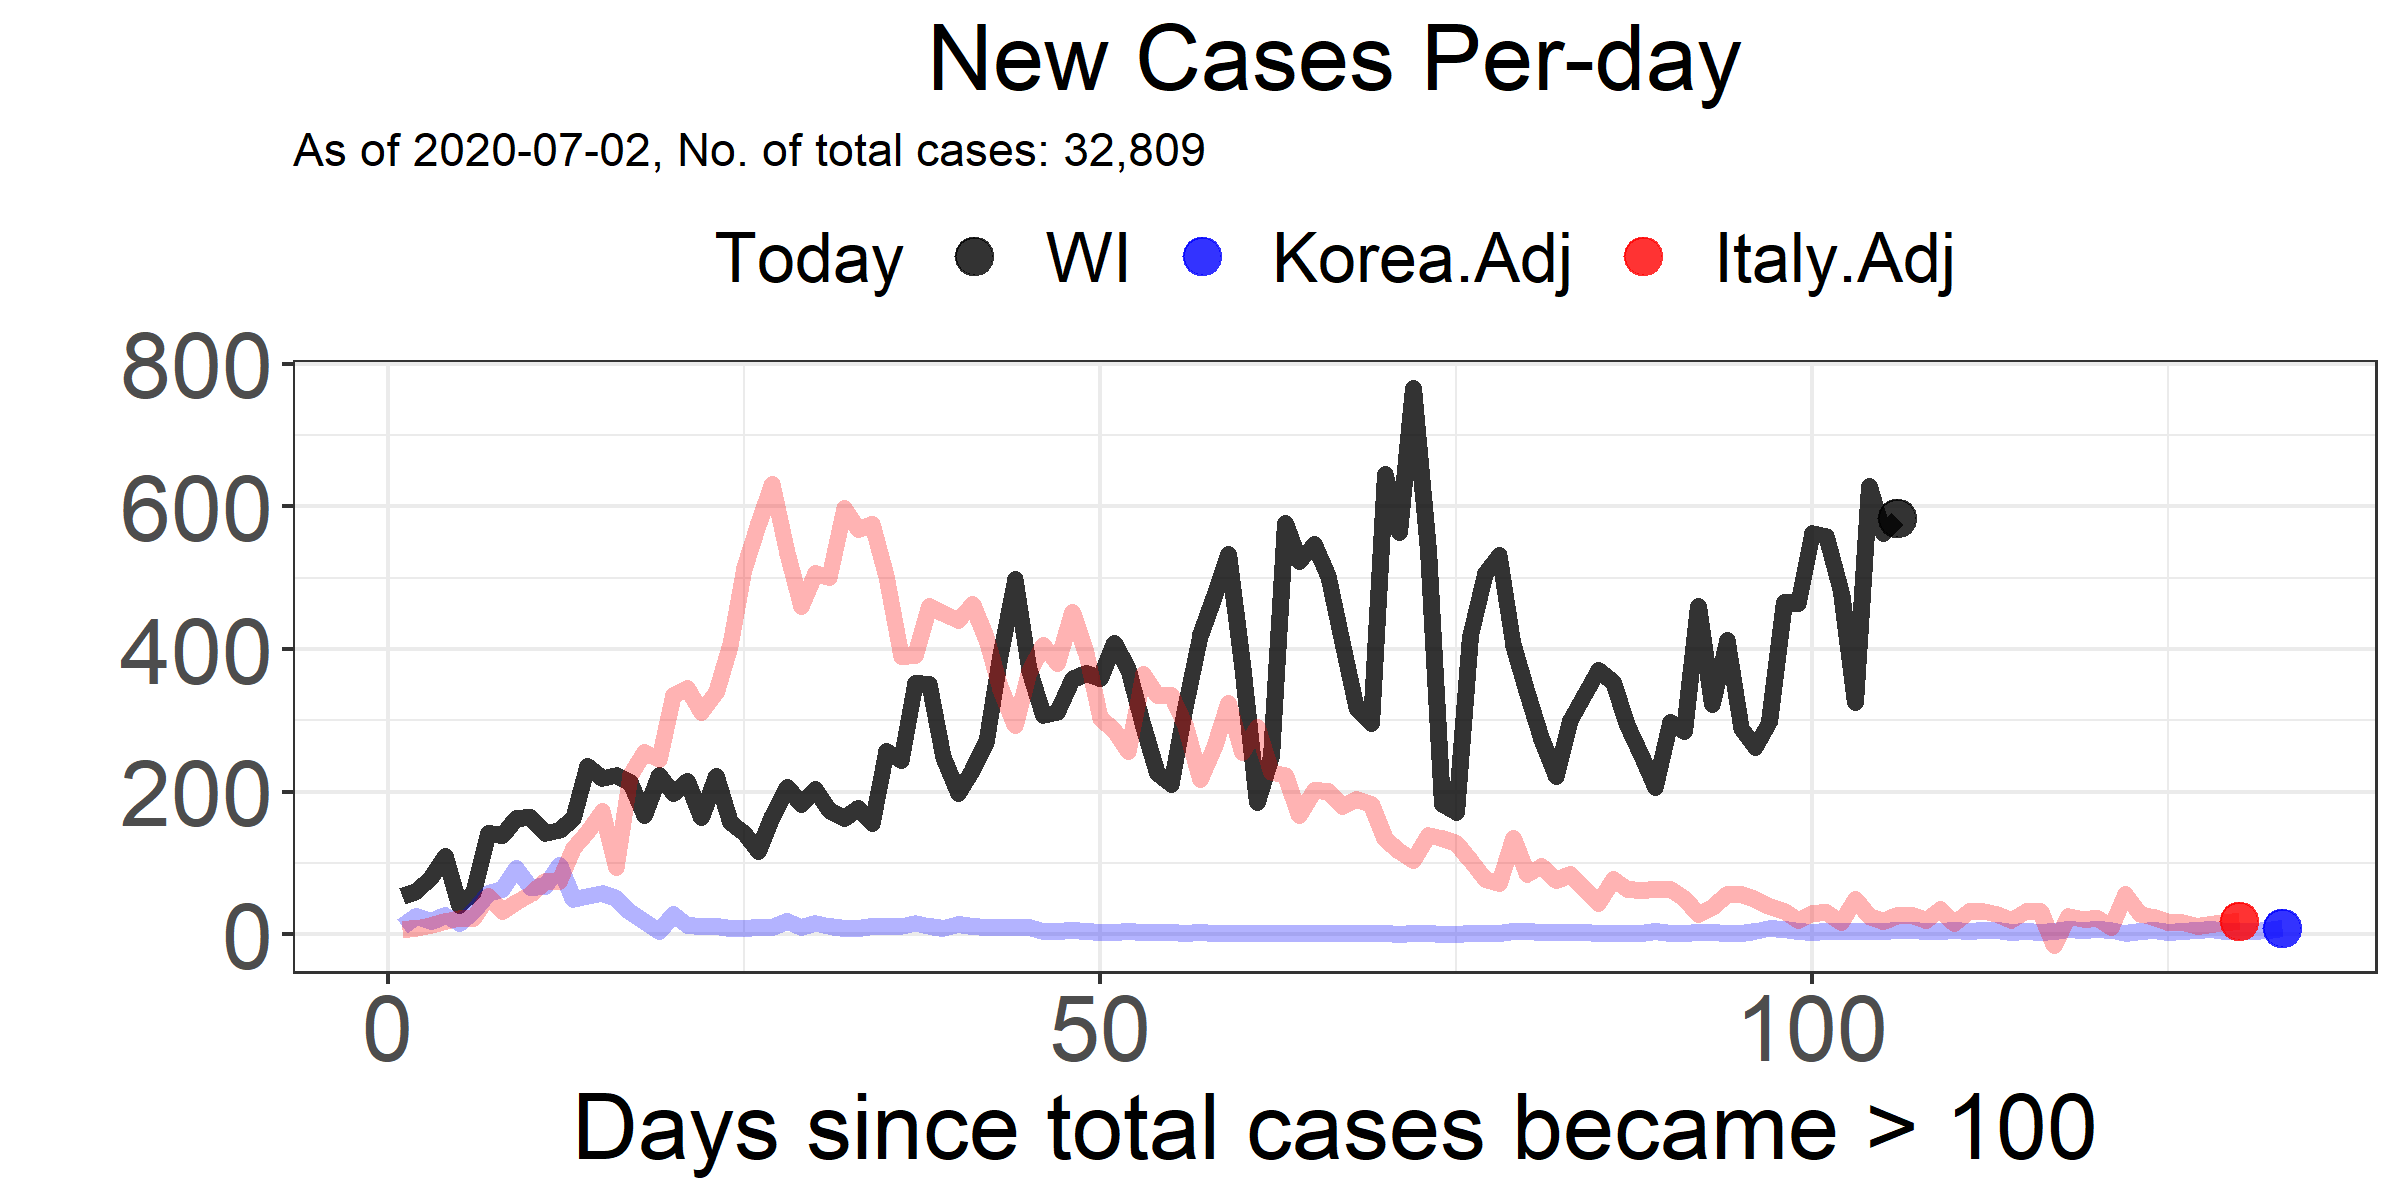 New Cases Per-day
As of 2020-07-02, No. of total cases: 32,809
Today WI Korea.Adj Italy.Adj
800
600
400
200
0
0 50 100
Days since total cases became > 100